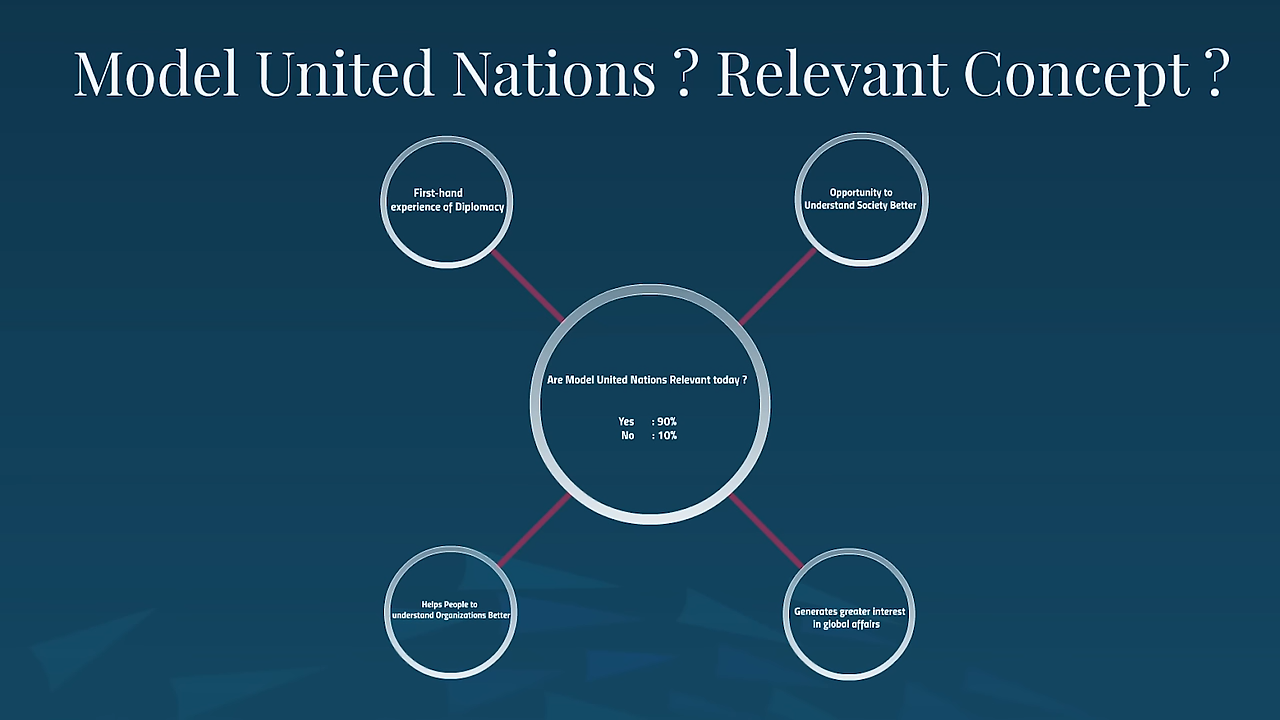 Model United Nations ? Relevant Concept ?
First-hand
experience of Diplomacy
Opportunity to
Understand Society Better
Are Model United Nations Relevant today ?
Yes : 90%
No : 10%
Helps People to
understand Organizations Better
Generates greater interest
in global affairs